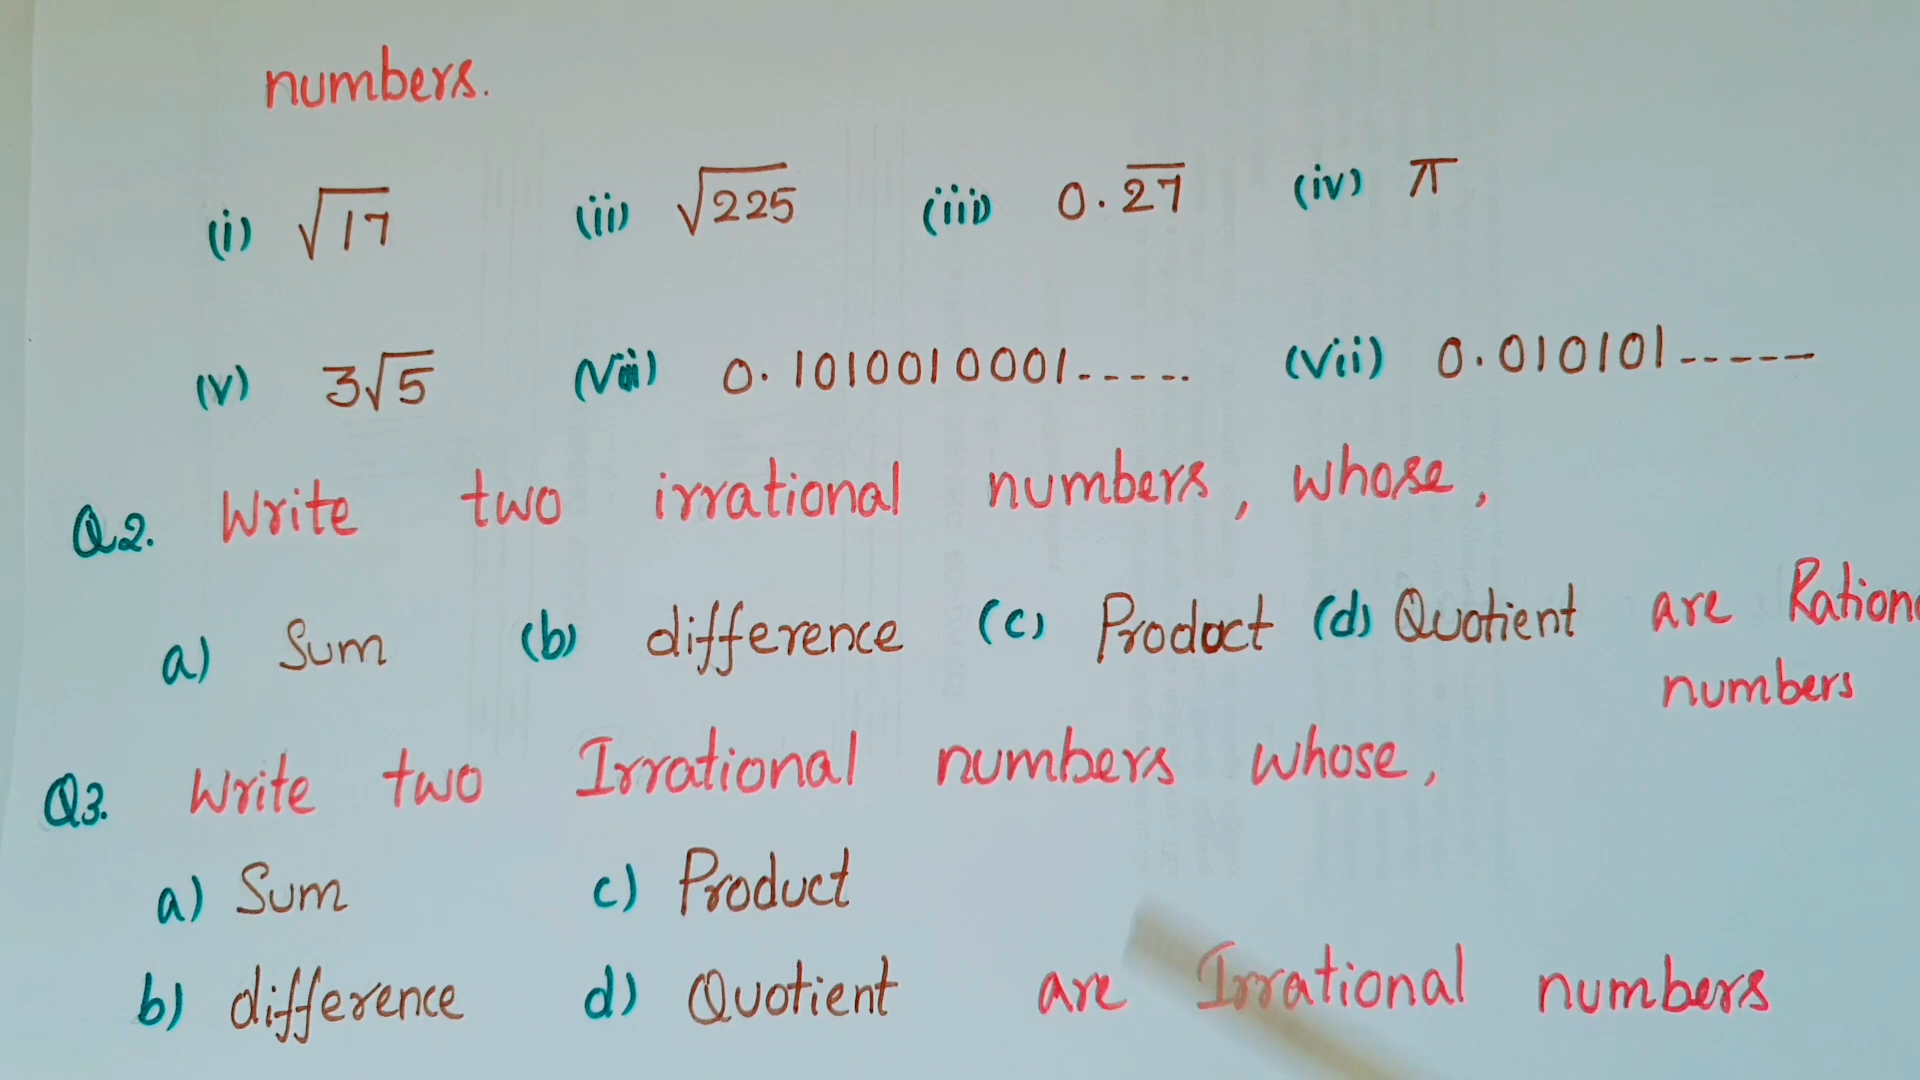 numbers.
(i) √17 (ii) √225 (iii) 0.2̅7̅ (iv) π
(v) 3√5 (vi) 0.1010010001..... (vii) 0.010101-----
Q2. Write two irrational numbers, whose,
a) Sum (b) difference (c) Product (d) Quotient are Ration
numbers
Q3. Write two Irrational numbers whose,
a) Sum c) Product
b) difference d) Quotient are Irrational numbers